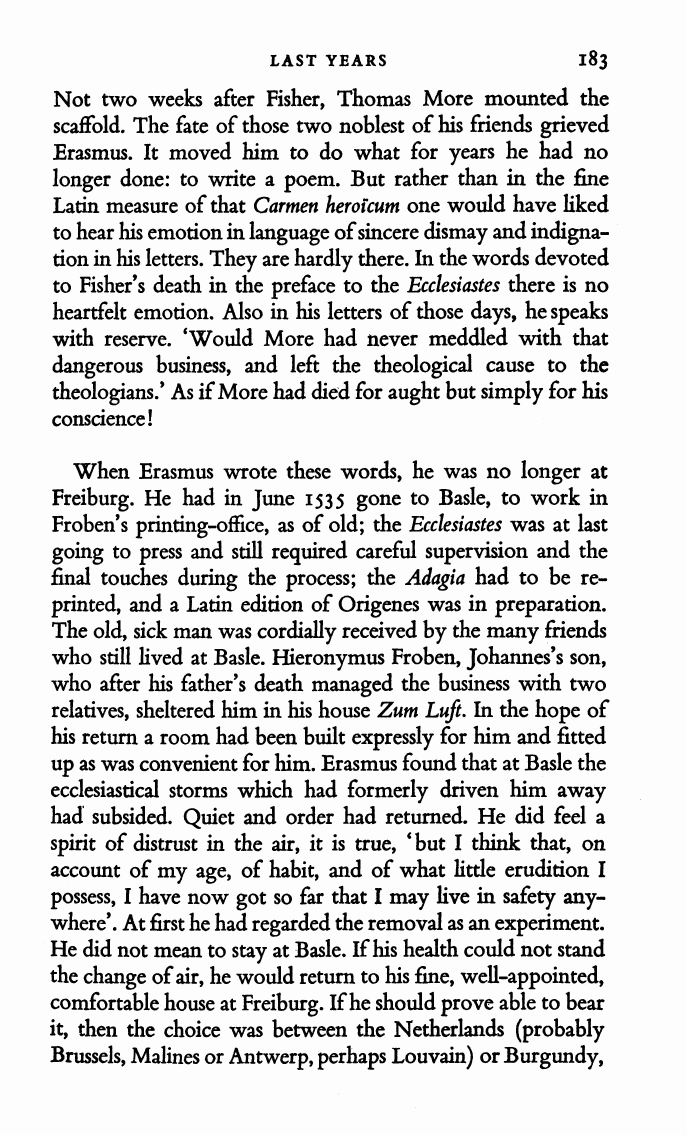 LAST YEARS 183
Not two weeks after Fisher, Thomas More mounted the
scaffold. The fate of those two noblest of his friends grieved
Erasmus. It moved him to do what for years he had no
longer done: to write a poem. But rather than in the fine
Latin measure of that Carmen heroïcum one would have liked
to hear his emotion in language of sincere dismay and indigna-
tion in his letters. They are hardly there. In the words devoted
to Fisher's death in the preface to the Ecclesiastes there is no
heartfelt emotion. Also in his letters of those days, he speaks
with reserve. 'Would More had never meddled with that
dangerous business, and left the theological cause to the
theologians.' As if More had died for aught but simply for his
conscience!
When Erasmus wrote these words, he was no longer at
Freiburg. He had in June 1535 gone to Basle, to work in
Froben's printing-office, as of old; the Ecclesiastes was at last
going to press and still required careful supervision and the
final touches during the process; the Adagia had to be re-
printed, and a Latin edition of Origenes was in preparation.
The old, sick man was cordially received by the many friends
who still lived at Basle. Hieronymus Froben, Johannes's son,
who after his father's death managed the business with two
relatives, sheltered him in his house Zum Luft. In the hope of
his return a room had been built expressly for him and fitted
up as was convenient for him. Erasmus found that at Basle the
ecclesiastical storms which had formerly driven him away
had subsided. Quiet and order had returned. He did feel a
spirit of distrust in the air, it is true, 'but I think that, on
account of my age, of habit, and of what little erudition I
possess, I have now got so far that I may live in safety any-
where'. At first he had regarded the removal as an experiment.
He did not mean to stay at Basle. If his health could not stand
the change of air, he would return to his fine, well-appointed,
comfortable house at Freiburg. If he should prove able to bear
it, then the choice was between the Netherlands (probably
Brussels, Malines or Antwerp, perhaps Louvain) or Burgundy,